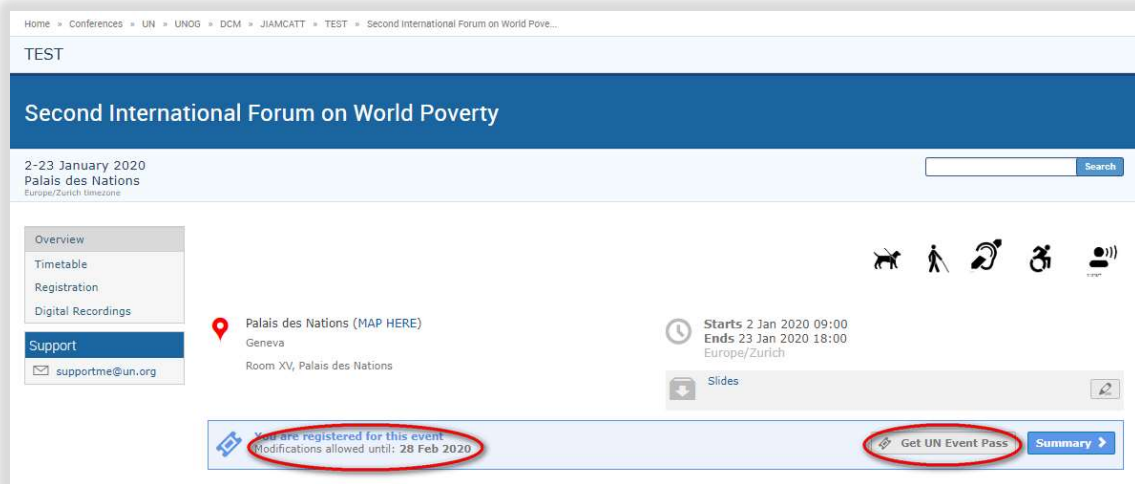 Home » Conferences » UN » UNOG » DCM » JIAMCATT » TEST » Second International Forum on World Pove...
TEST
Second International Forum on World Poverty
2-23 January 2020
Palais des Nations
Europe/Zurich timezone
Search
Overview
Timetable
Registration
Digital Recordings
Support
supportme@un.org
Palais des Nations (MAP HERE)
Geneva
Room XV, Palais des Nations
Starts 2 Jan 2020 09:00
Ends 23 Jan 2020 18:00
Europe/Zurich
Slides
You are registered for this event
Modifications allowed until: 28 Feb 2020
Get UN Event Pass
Summary